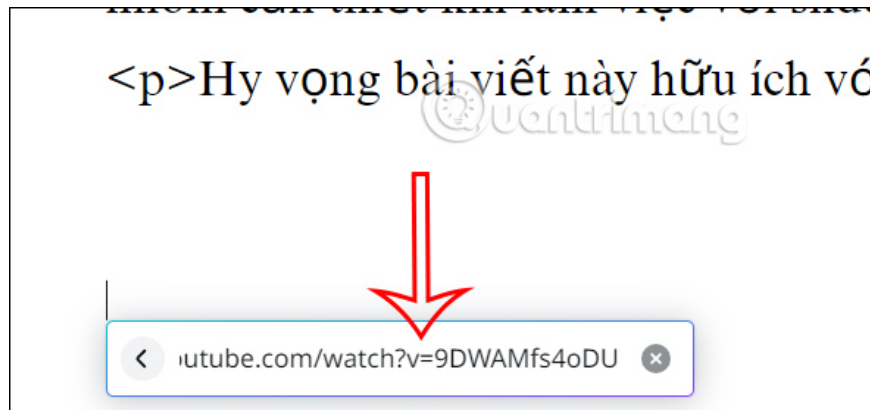 <p>Hy vọng bài viết này hữu ích vớ
Quantrimang
utube.com/watch?v=9DWAMfs4oDU